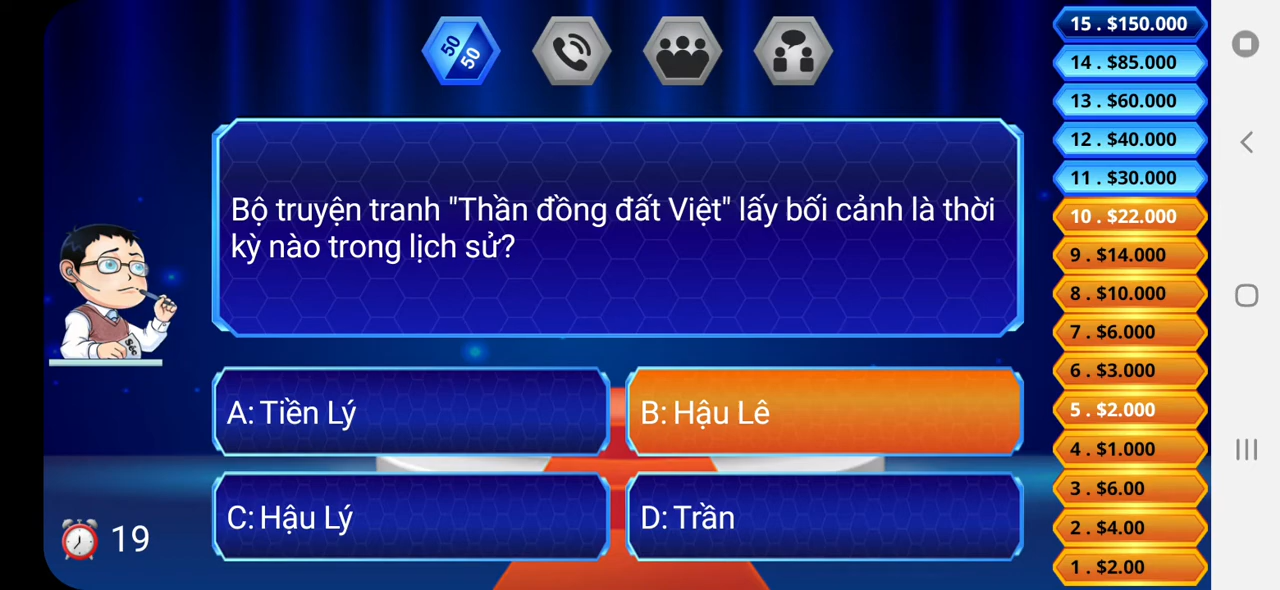 50
50
Bộ truyện tranh "Thần đồng đất Việt" lấy bối cảnh là thời
kỳ nào trong lịch sử?
A: Tiền Lý
B: Hậu Lê
C: Hậu Lý
D: Trần
19
Sóc
15 . $150.000
14 . $85.000
13 . $60.000
12 . $40.000
11 . $30.000
10 . $22.000
9 . $14.000
8 . $10.000
7 . $6.000
6 . $3.000
5 . $2.000
4 . $1.000
3 . $6.00
2 . $4.00
1 . $2.00